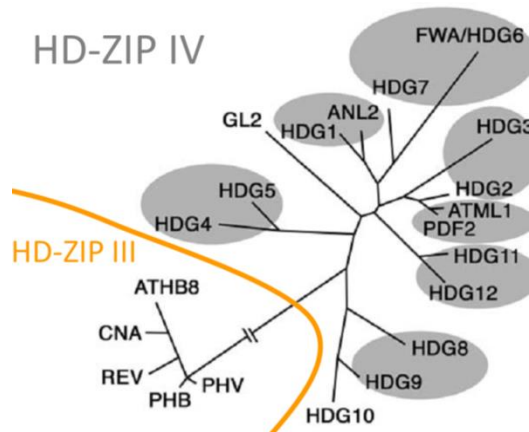 HD-ZIP IV
FWA/HDG6
HDG7
ANL2
GL2
HDG1
HDG3
HDG5
HDG2
ATML1
HDG4
PDF2
HD-ZIP III
HDG11
ATHB8
HDG12
CNA
HDG8
REV
PHV
HDG9
PHB
HDG10